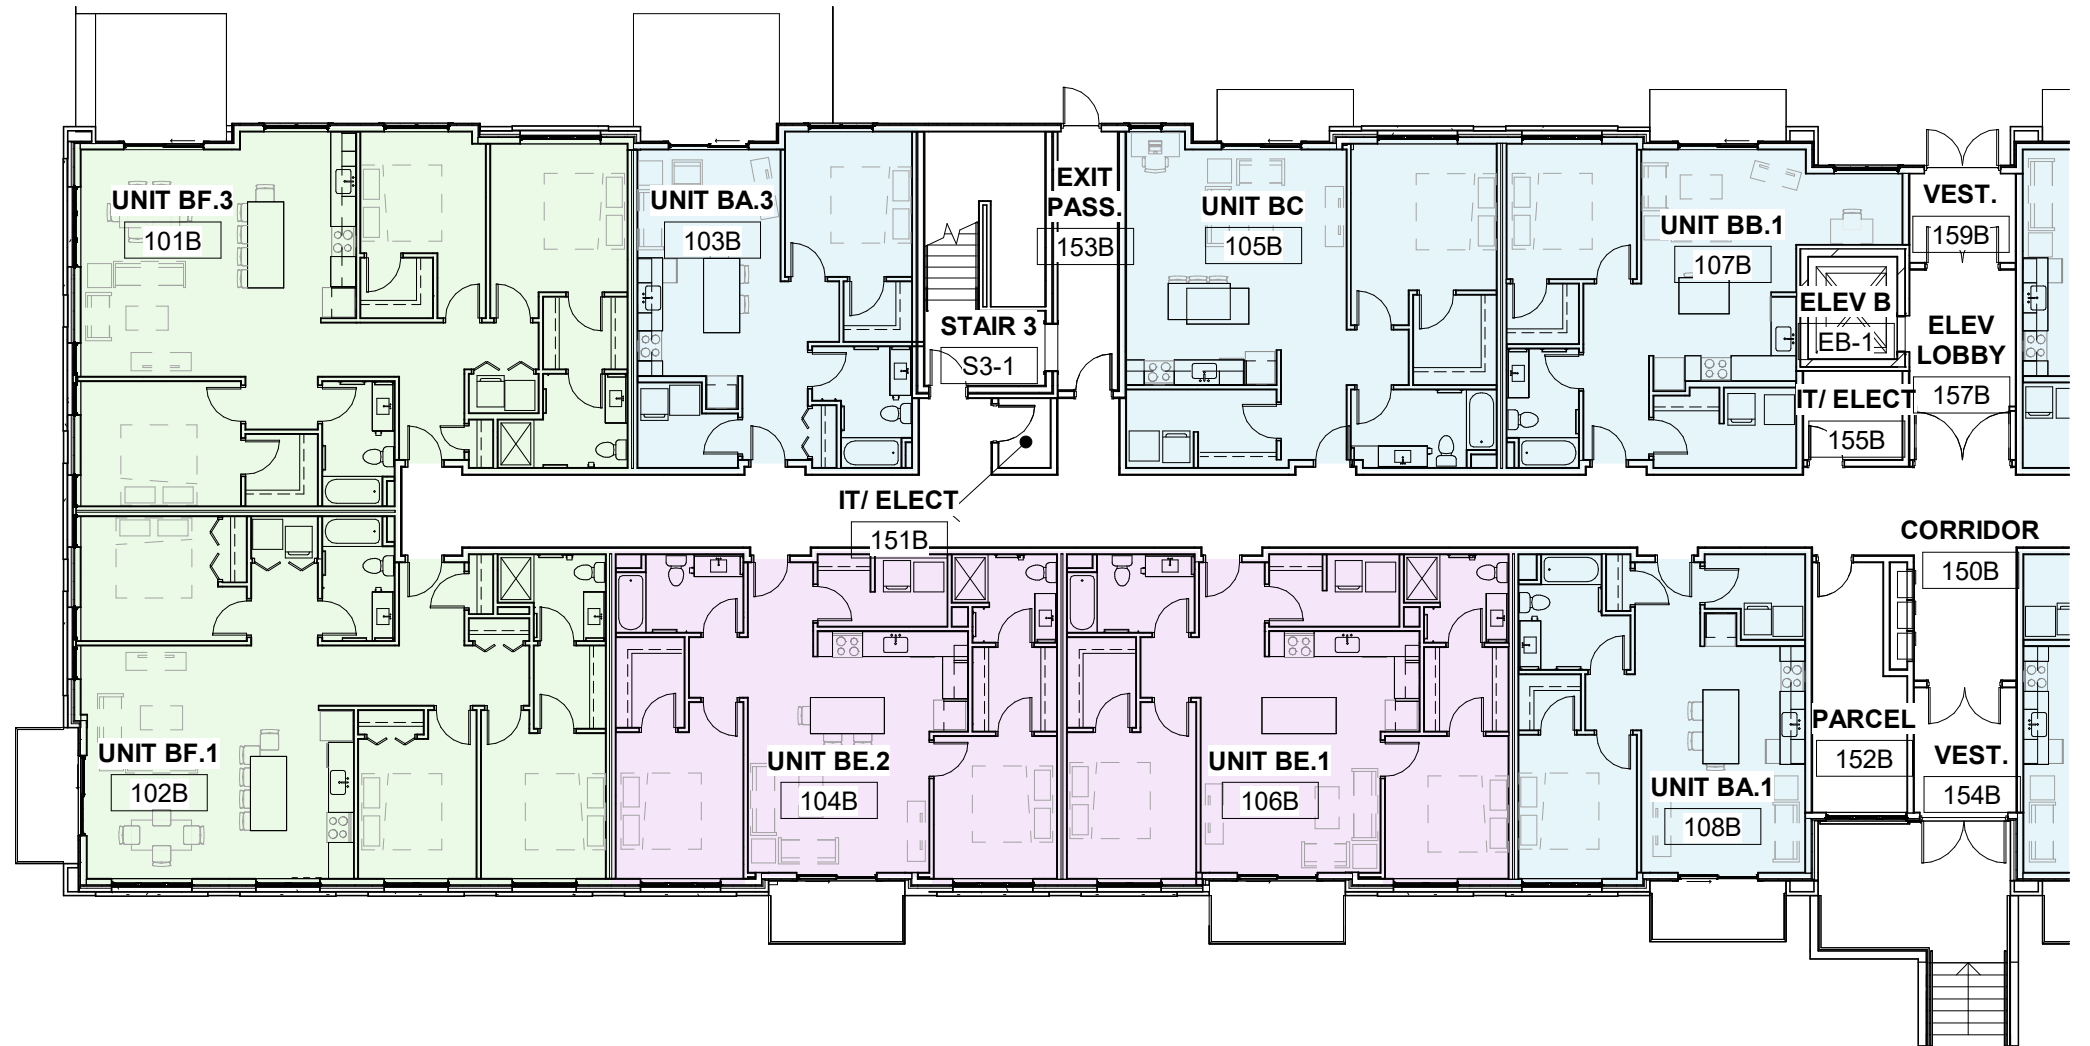 UNIT BF.3
101B
UNIT BA.3
103B
EXIT
PASS.
153B
UNIT BC
105B
UNIT BB.1
107B
VEST.
159B
STAIR 3
S3-1
ELEV B
EB-1
ELEV
LOBBY
157B
IT/ ELECT
155B
IT/ ELECT
151B
CORRIDOR
150B
UNIT BF.1
102B
UNIT BE.2
104B
UNIT BE.1
106B
UNIT BA.1
108B
PARCEL
152B
VEST.
154B